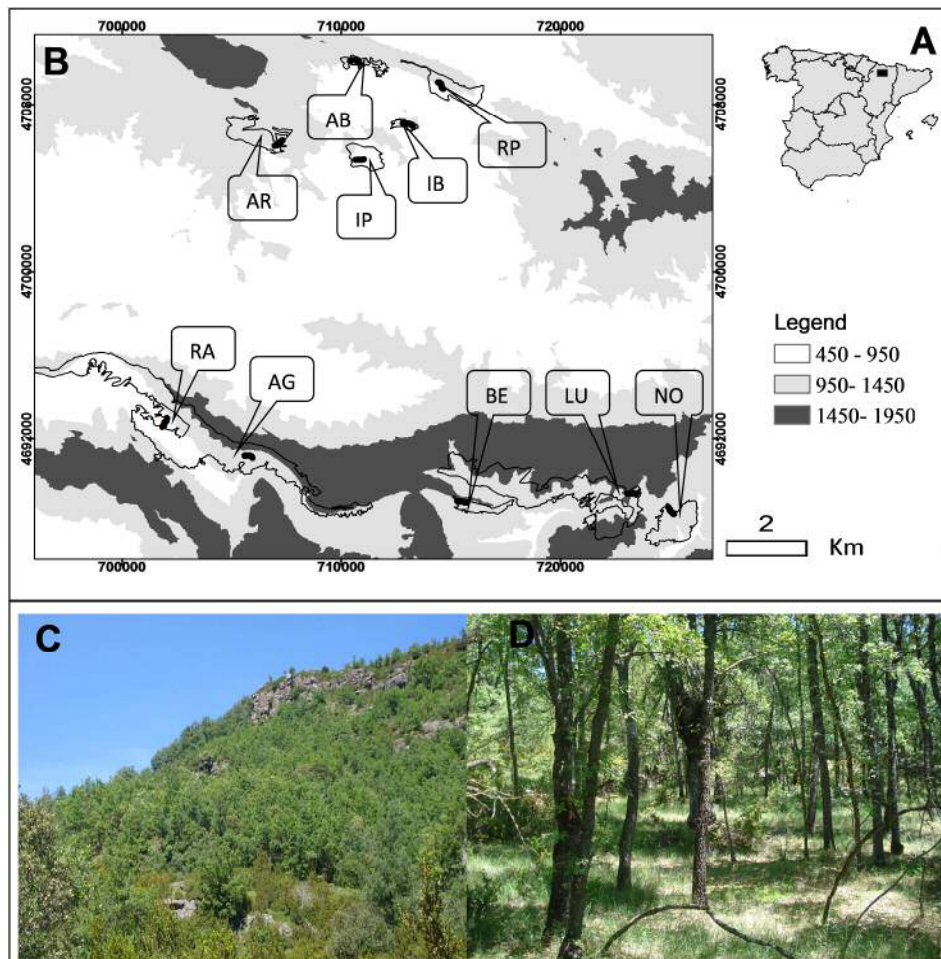 700000
710000
720000
B
A
4708000
4708000
AB
RP
AR
IP
IB
4700000
4700000
Legend
450 - 950
950- 1450
1450- 1950
RA
AG
BE
LU
NO
4692000
4692000
2
Km
700000
710000
720000
C
D